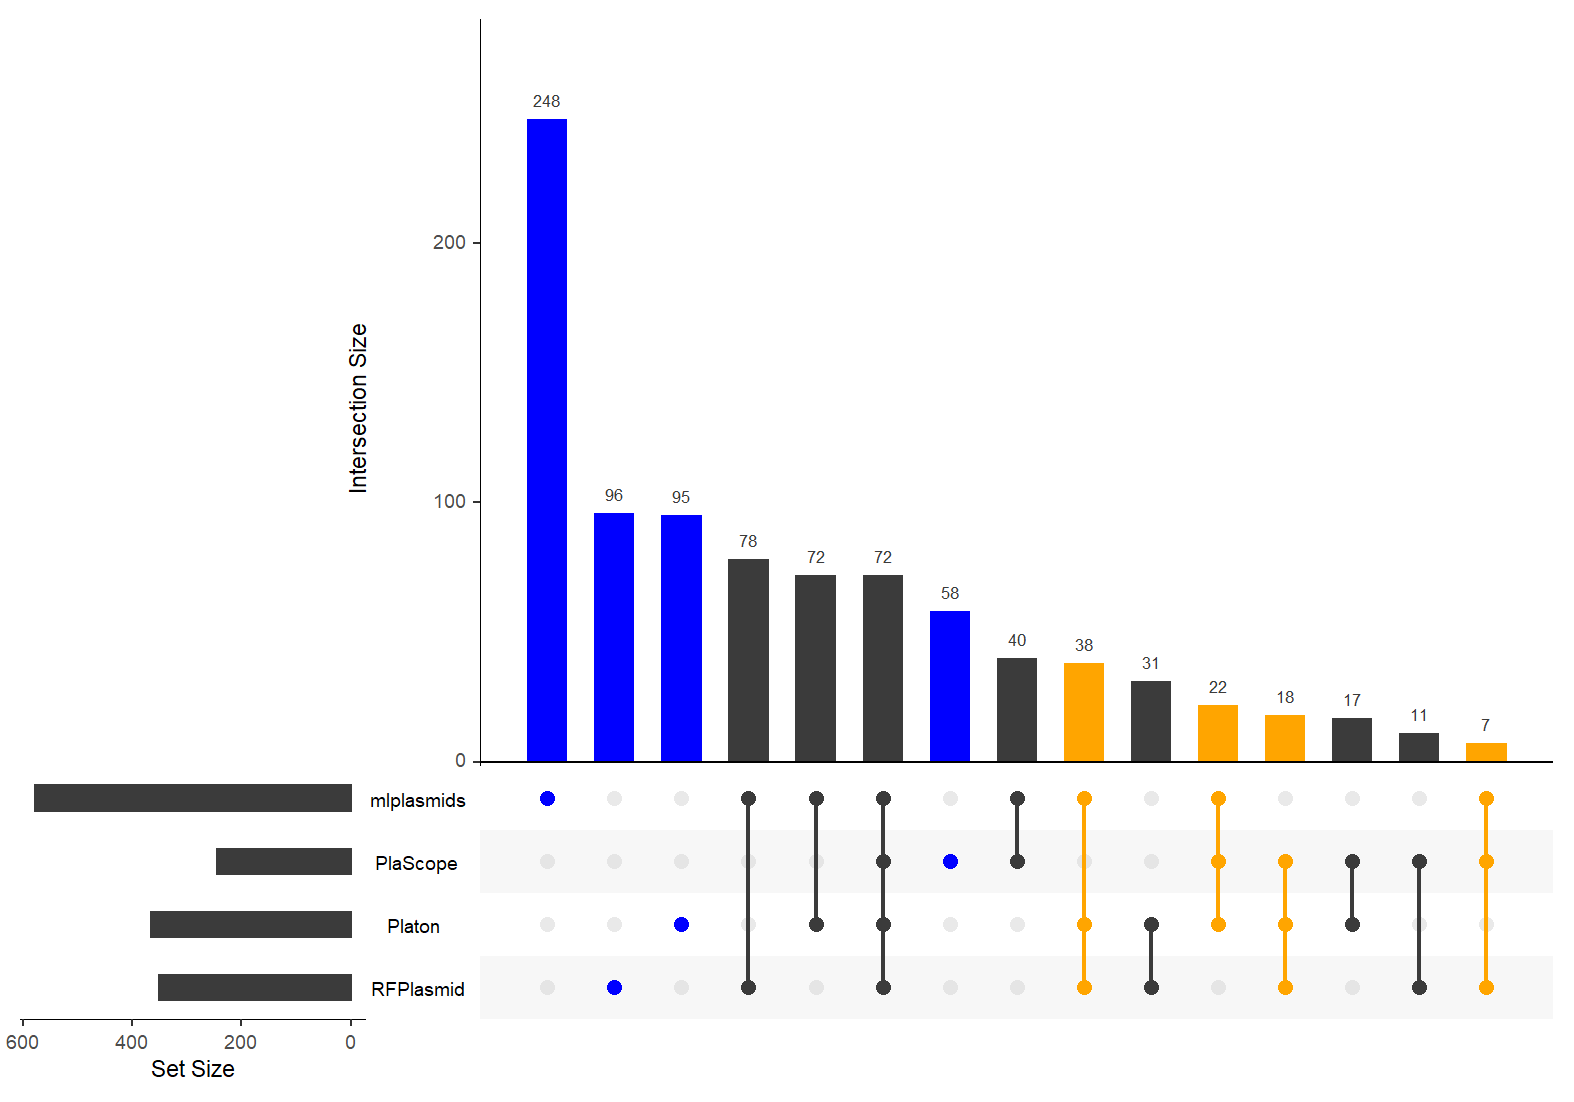 248
200
Intersection Size
100
96
95
78
72
72
58
40
38
31
22
18
17
11
7
0
mlplasmids
PlaScope
Platon
RFPlasmid
600 400 200 0
Set Size